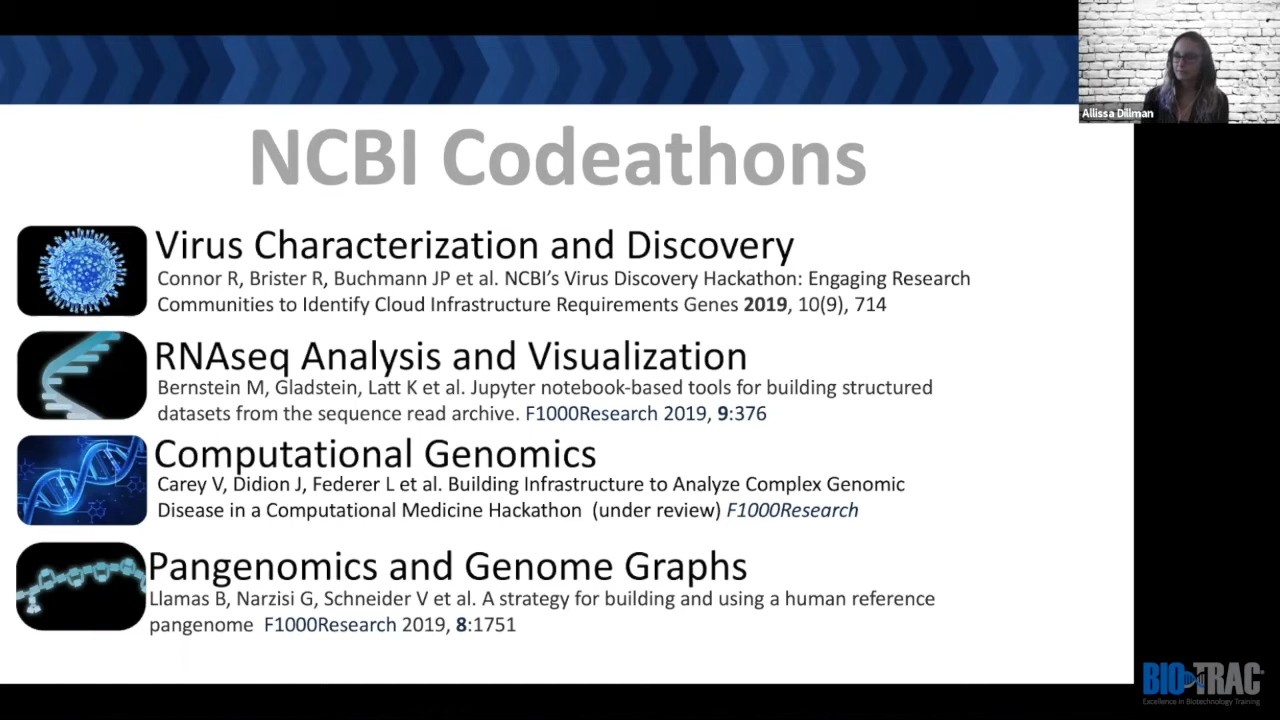 Allissa Dillman
NCBI Codeathons
Virus Characterization and Discovery
Connor R, Brister R, Buchmann JP et al. NCBI’s Virus Discovery Hackathon: Engaging Research
Communities to Identify Cloud Infrastructure Requirements Genes 2019, 10(9), 714
RNAseq Analysis and Visualization
Bernstein M, Gladstein, Latt K et al. Jupyter notebook-based tools for building structured
datasets from the sequence read archive. F1000Research 2019, 9:376
Computational Genomics
Carey V, Didion J, Federer L et al. Building Infrastructure to Analyze Complex Genomic
Disease in a Computational Medicine Hackathon (under review) F1000Research
Pangenomics and Genome Graphs
Llamas B, Narzisi G, Schneider V et al. A strategy for building and using a human reference
pangenome F1000Research 2019, 8:1751
BIO-TRAC®
Excellence in Biotechnology Training